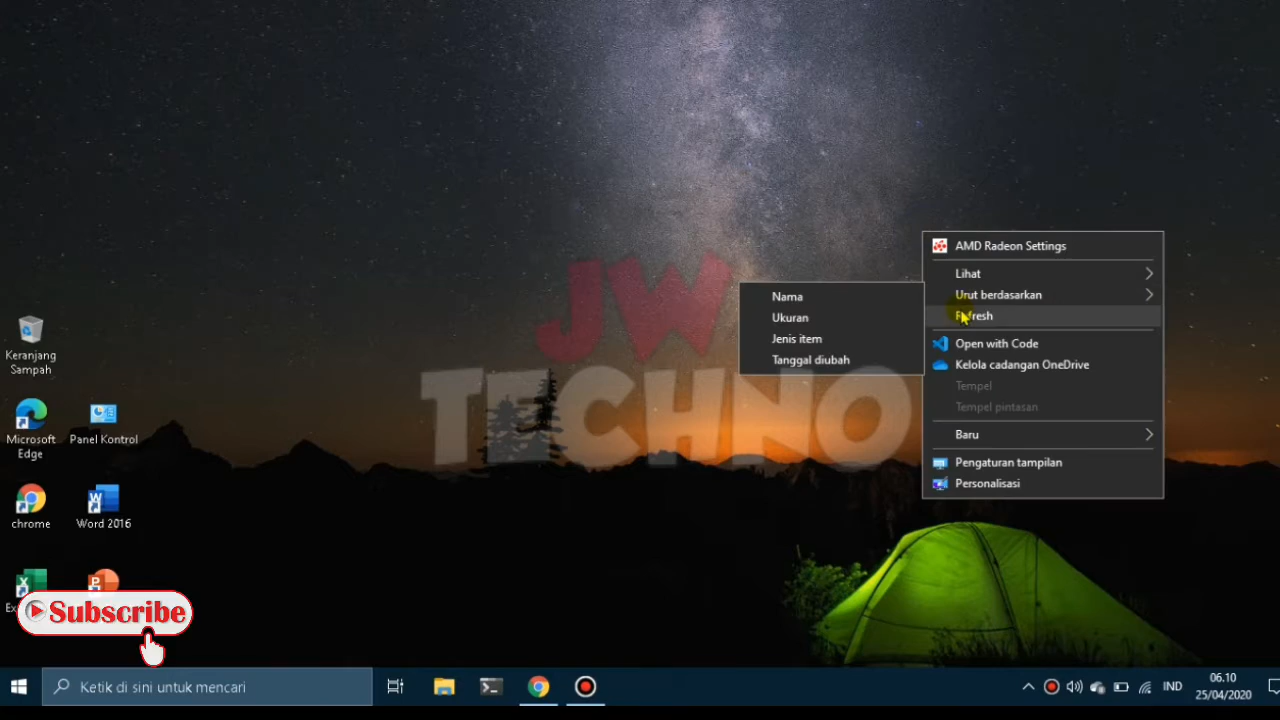 JW
TECHNO
AMD Radeon Settings
Lihat
Urut berdasarkan
Refresh
Open with Code
Kelola cadangan OneDrive
Tempel
Tempel pintasan
Baru
Pengaturan tampilan
Personalisasi
Nama
Ukuran
Jenis item
Tanggal diubah
Keranjang
Sampah
Microsoft
Edge
Panel Kontrol
chrome
Word 2016
Subscribe
Ketik di sini untuk mencari
IND
06.10
25/04/2020